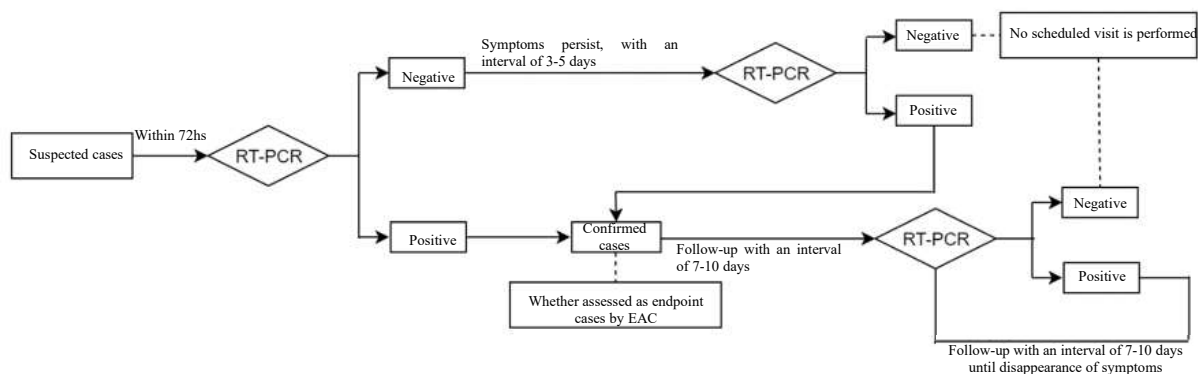 Suspected cases
Within 72hs
RT-PCR
Negative
Symptoms persist, with an
interval of 3-5 days
RT-PCR
Negative
No scheduled visit is performed
Positive
Positive
Confirmed
cases
Whether assessed as endpoint
cases by EAC
Follow-up with an interval
of 7-10 days
RT-PCR
Negative
Positive
Follow-up with an interval of 7-10 days
until disappearance of symptoms